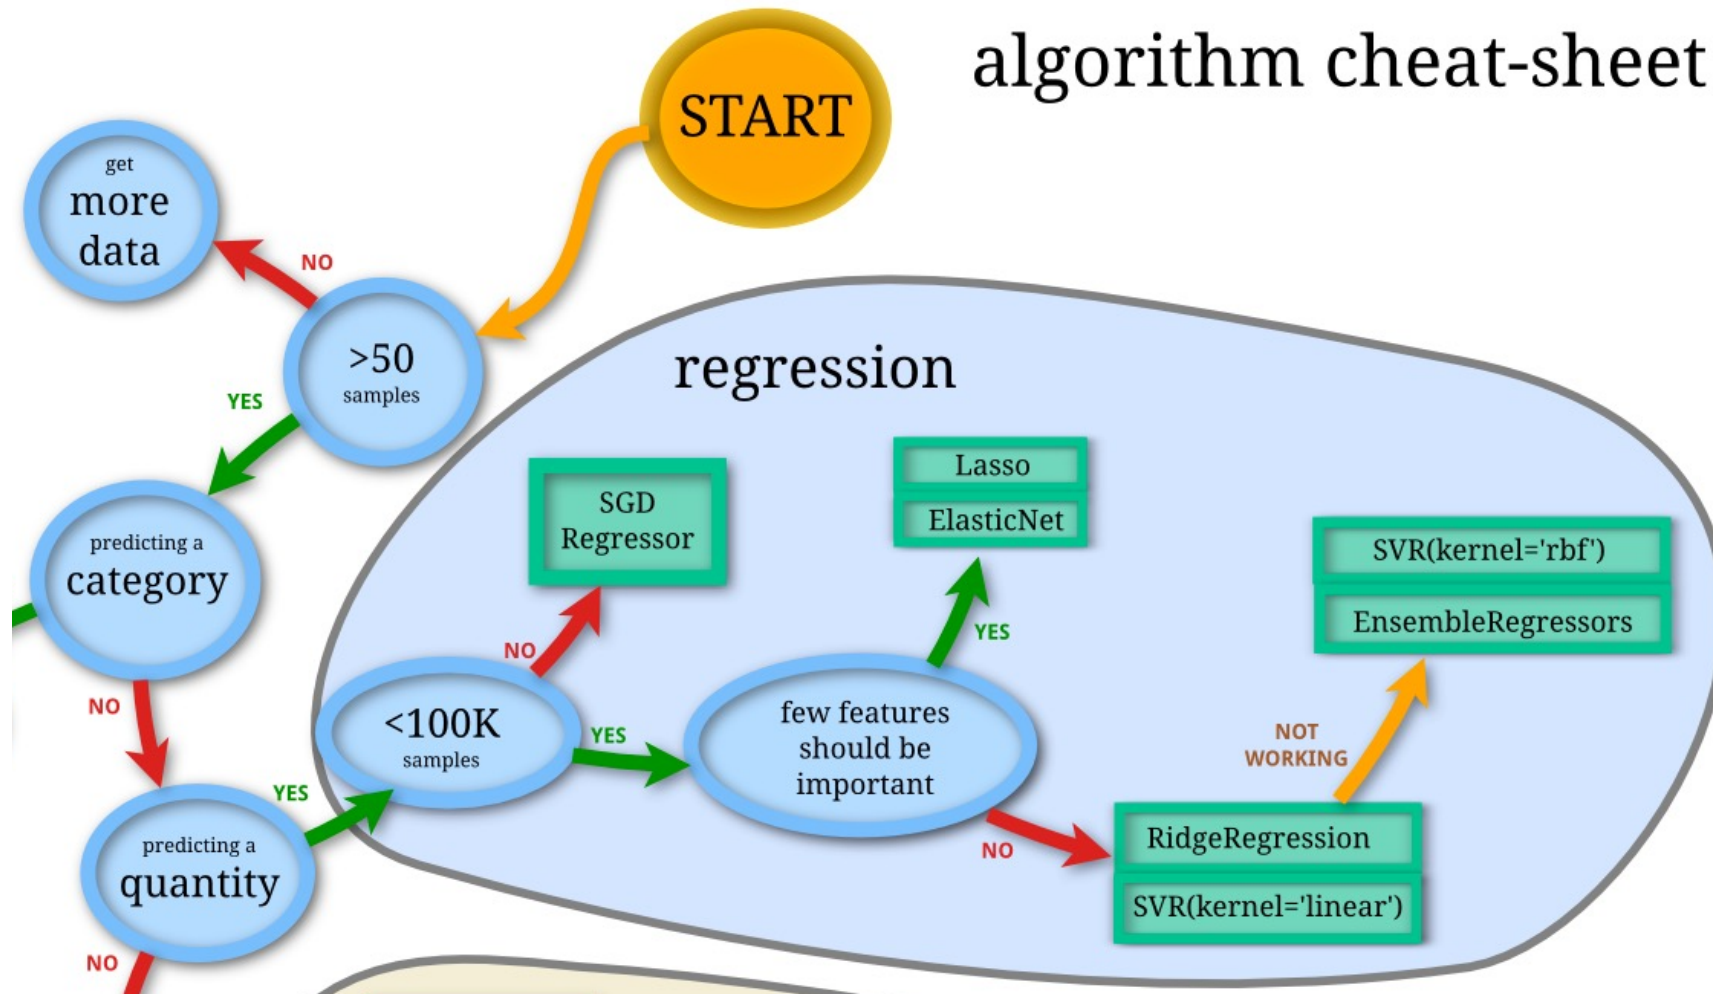 algorithm cheat-sheet
START
get
more
data
NO
>50
samples
YES
predicting a
category
NO
predicting a
quantity
YES
NO
regression
<100K
samples
NO
SGD
Regressor
YES
few features
should be
important
YES
Lasso
ElasticNet
NO
RidgeRegression
SVR(kernel='linear')
NOT
WORKING
SVR(kernel='rbf')
EnsembleRegressors